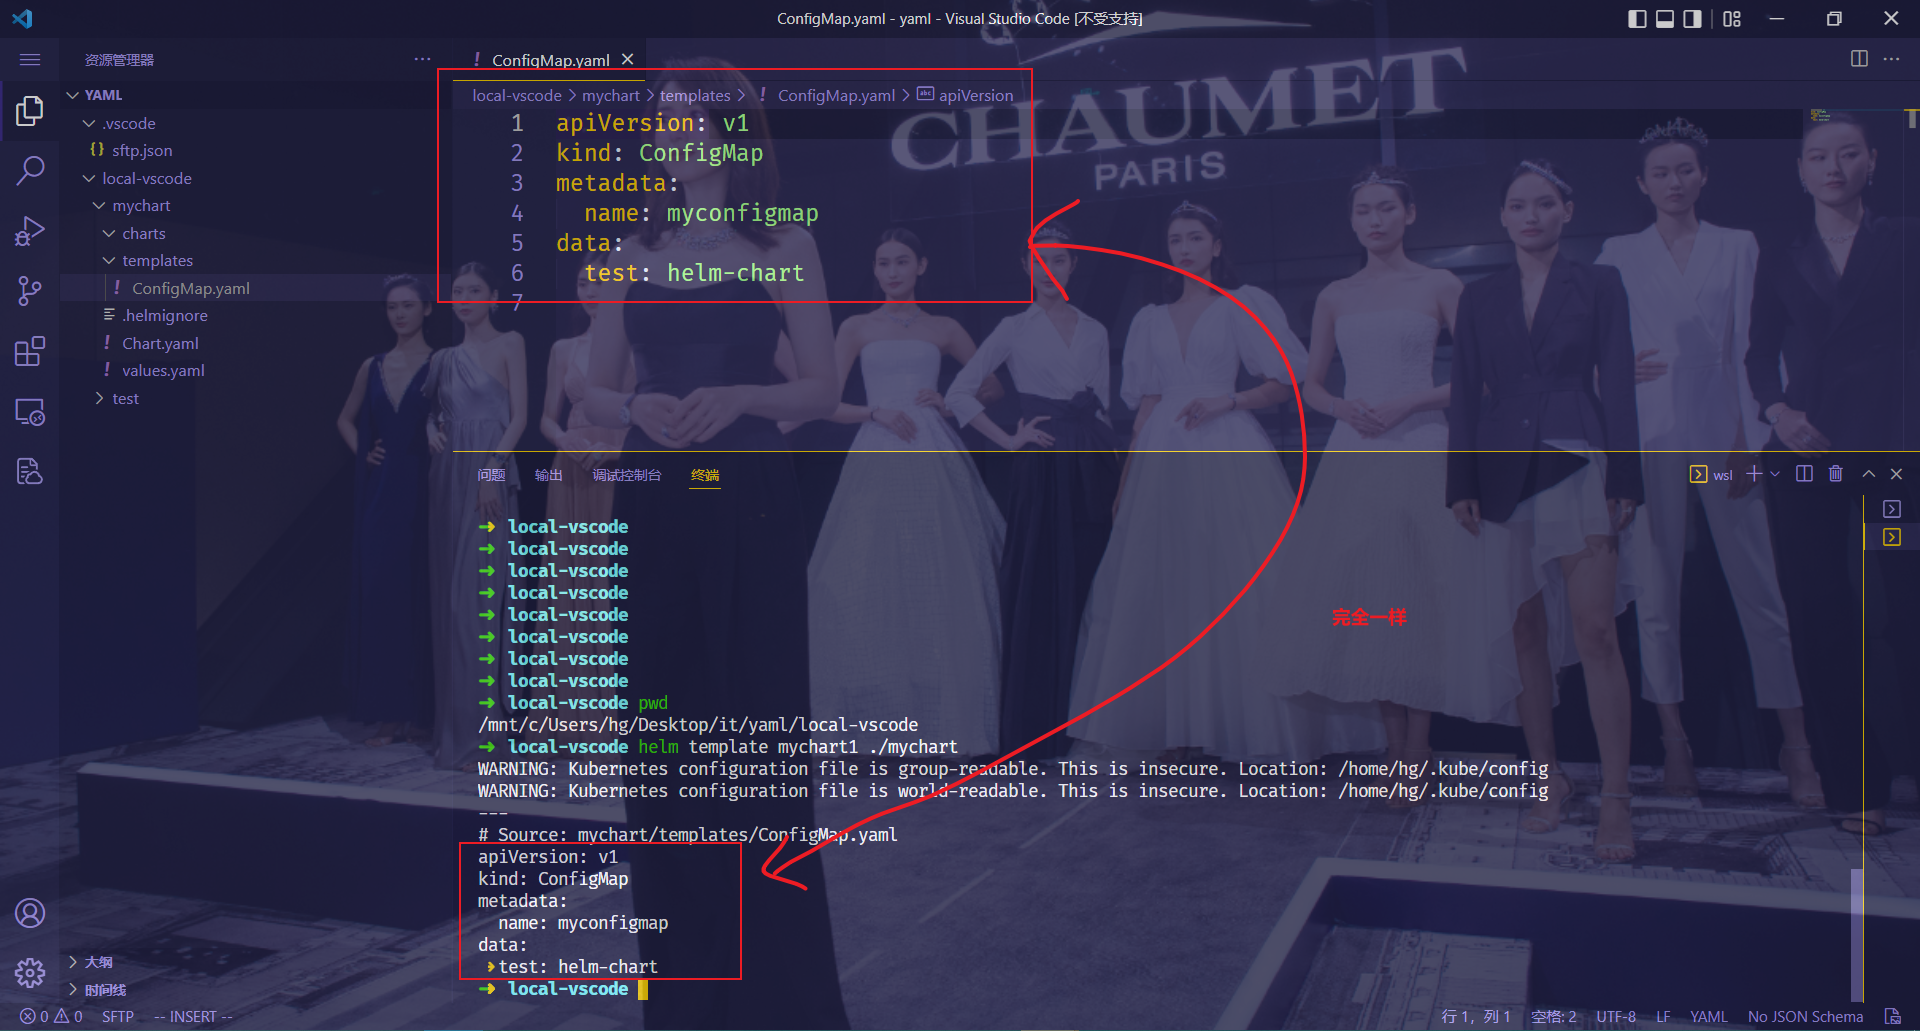 ConfigMap.yaml - yaml - Visual Studio Code [不受支持]
资源管理器
YAML
.vscode
sftp.json
local-vscode
mychart
charts
templates
ConfigMap.yaml
.helmignore
Chart.yaml
values.yaml
test
大纲
时间线
ConfigMap.yaml
local-vscode > mychart > templates > ! ConfigMap.yaml > apiVersion
1 apiVersion: v1
2 kind: ConfigMap
3 metadata:
4 name: myconfigmap
5 data:
6 test: helm-chart
7
CHAUMET
PARIS
问题 输出 调试控制台 终端
wsl
→ local-vscode
→ local-vscode
→ local-vscode
→ local-vscode
→ local-vscode
→ local-vscode
→ local-vscode
→ local-vscode
→ local-vscode pwd
/mnt/c/Users/hg/Desktop/it/yaml/local-vscode
→ local-vscode helm template mychart1 ./mychart
WARNING: Kubernetes configuration file is group-readable. This is insecure. Location: /home/hg/.kube/config
WARNING: Kubernetes configuration file is world-readable. This is insecure. Location: /home/hg/.kube/config
---
# Source: mychart/templates/ConfigMap.yaml
apiVersion: v1
kind: ConfigMap
metadata:
name: myconfigmap
data:
test: helm-chart
→ local-vscode
完全一样
0 0 SFTP -- INSERT --
行 1，列 1 空格: 2 UTF-8 LF YAML No JSON Schema